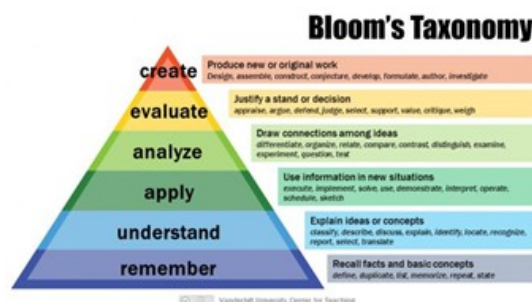 Bloom's Taxonomy
create
Produce new or original work
Design, assemble, construct, conjecture, develop, formulate, author, investigate
evaluate
Justify a stand or decision
appraise, argue, defend, judge, select, support, value, critique, weigh
analyze
Draw connections among ideas
differentiate, organize, relate, compare, contrast, distinguish, examine,
experiment, question, test
apply
Use information in new situations
execute, implement, solve, use, demonstrate, interpret, operate,
schedule, sketch
understand
Explain ideas or concepts
classify, describe, discuss, explain, identify, locate, recognize,
report, select, translate
remember
Recall facts and basic concepts
define, duplicate, list, memorize, repeat, state
Vanderbilt University Center for Teaching